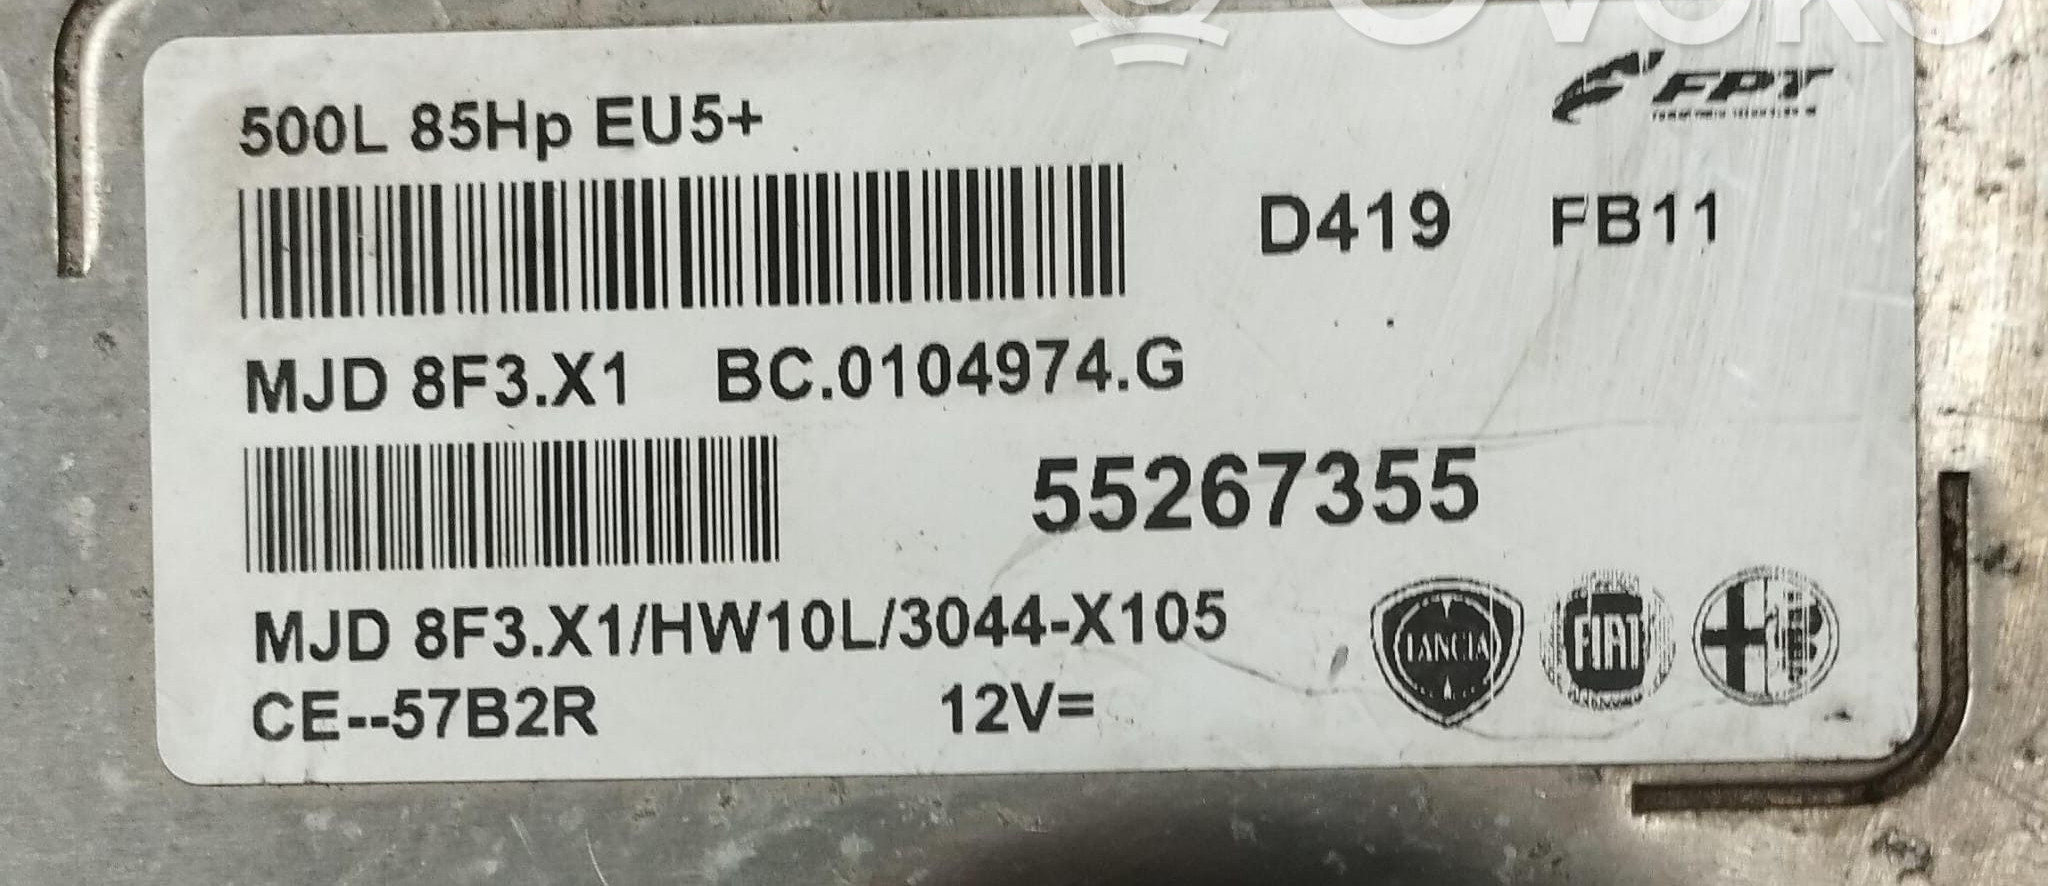 500L 85Hp EU5+
FPT
D419 FB11
MJD 8F3.X1 BC.0104974.G
55267355
MJD 8F3.X1/HW10L/3044-X105
LANCIA FIAT
CE--57B2R 12V=